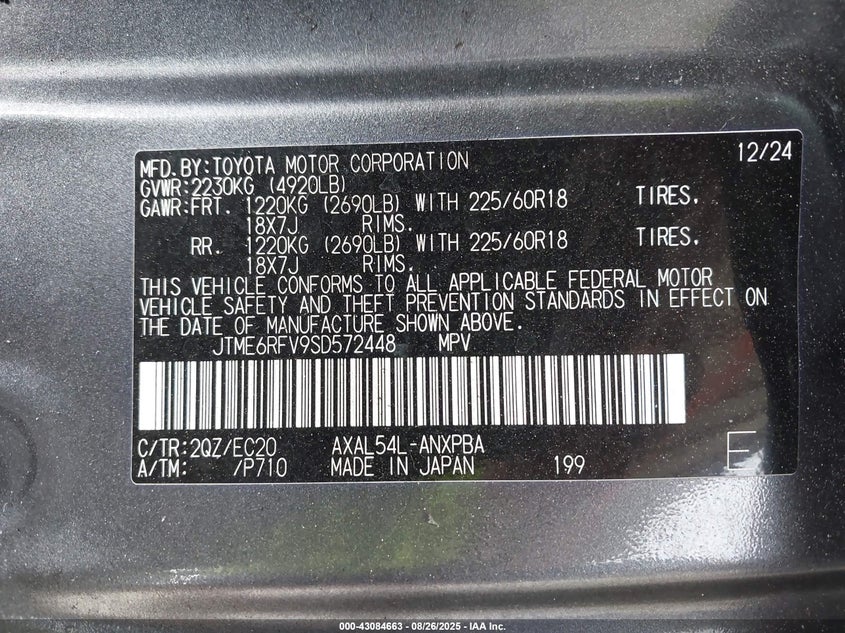 MFD.BY:TOYOTA MOTOR CORPORATION 12/24
GVWR:2230KG (4920LB)
GAWR:FRT. 1220KG (2690LB) WITH 225/60R18 TIRES.
18X7J RIMS.
RR. 1220KG (2690LB) WITH 225/60R18 TIRES.
18X7J RIMS.
THIS VEHICLE CONFORMS TO ALL APPLICABLE FEDERAL MOTOR
VEHICLE SAFETY AND THEFT PREVENTION STANDARDS IN EFFECT ON
THE DATE OF MANUFACTURE SHOWN ABOVE.
JTME6RFV9SD572448 MPV
C/TR:2QZ/EC20 AXAL54L-ANXPBA
A/TM: /P710 MADE IN JAPAN 199 E
000-43084663 - 08/26/2025 - IAA Inc.